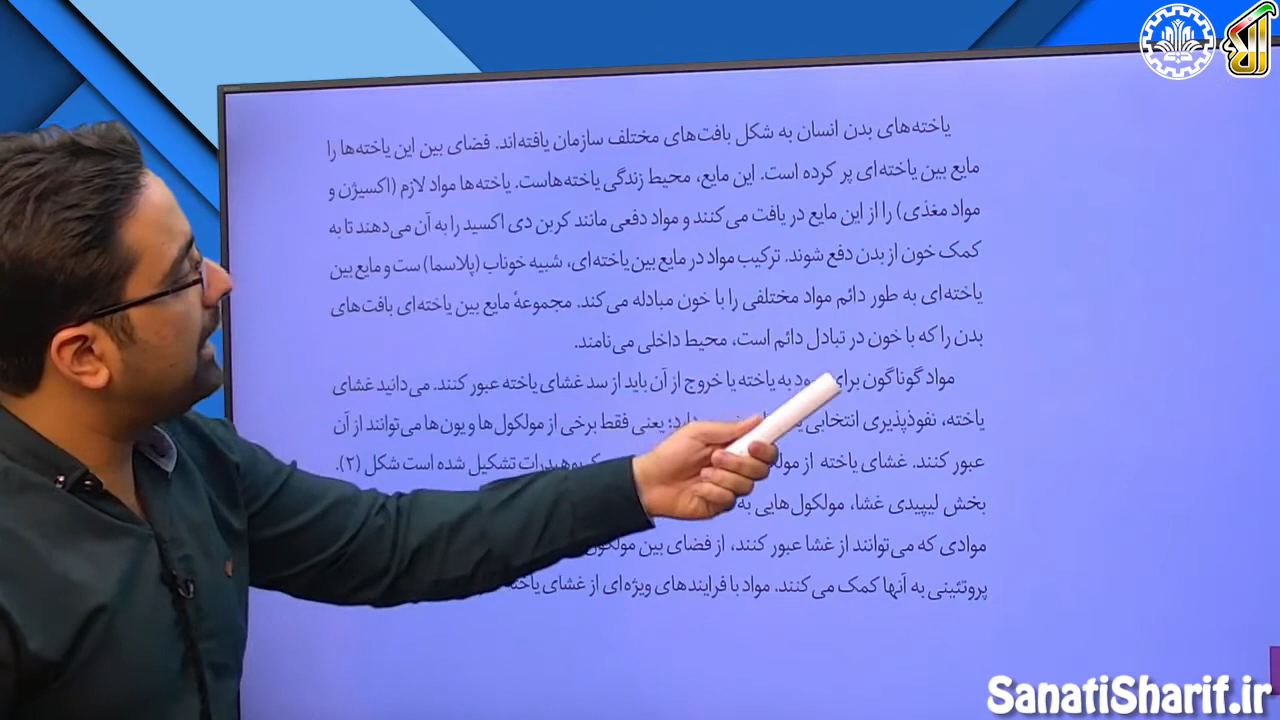 یاخته‌های بدن انسان به شکل بافت‌های مختلف سازمان یافته‌اند. فضای بین این یاخته‌ها را
مایع بین یاخته‌ای پر کرده است. این مایع، محیط زندگی یاخته‌هاست. یاخته‌ها مواد لازم (اکسیژن و
مواد مغذی) را از این مایع دریافت می‌کنند و مواد دفعی مانند کربن دی اکسید را به آن می‌دهند تا به
کمک خون از بدن دفع شوند. ترکیب مواد در مایع بین یاخته‌ای، شبیه خوناب (پلاسما) ست و مایع بین
یاخته‌ای به طور دائم مواد مختلفی را با خون مبادله می‌کند. مجموعهٔ مایع بین یاخته‌ای بافت‌های
بدن را که با خون در تبادل دائم است، محیط داخلی می‌نامند.
مواد گوناگون برای به یاخته یا خروج از آن باید از سد غشای یاخته عبور کنند. می‌دانید غشای
یاخته، نفوذپذیری انتخابی دارد؛ یعنی فقط برخی از مولکول‌ها و یون‌ها می‌توانند از آن
عبور کنند. غشای یاخته از تشکیل شده است شکل (۲).
بخش لیپیدی غشا، مولکول‌هایی به
موادی که می‌توانند از غشا عبور کنند، از فضای بین
پروتئینی به آنها کمک می‌کنند. مواد با فرایندهای ویژه‌ای از غشای
SanatiSharif.ir